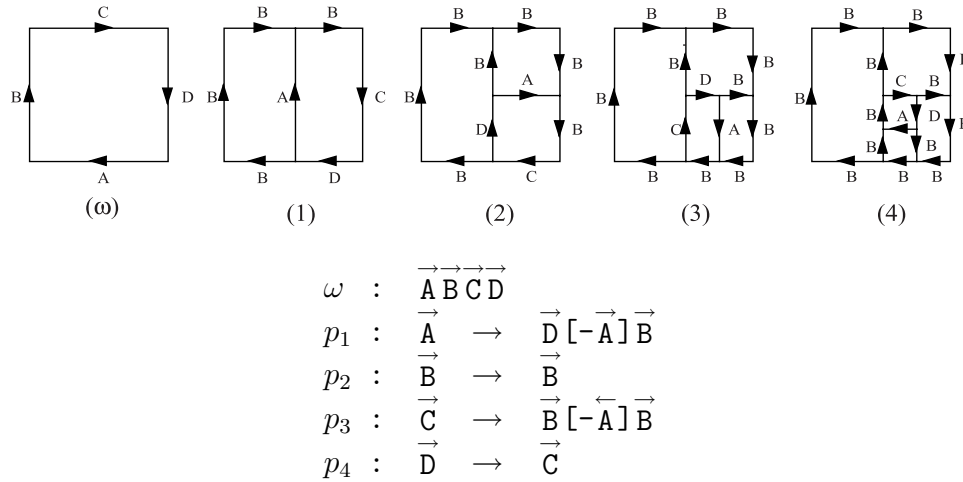 C
B
D
A
(ω)
B B
B A C
B D
(1)
B B
B B B
A
D B
B C
(2)
B B
B B B
D B
C A B
B B B
(3)
B B
B B B
C B
B A D B
B B
B B B
(4)
ω : A→ B→ C→ D→
p₁ : A→ → D→ [- A→ ] B→
p₂ : B→ → B→
p₃ : C→ → B→ [- A← ] B→
p₄ : D→ → C→